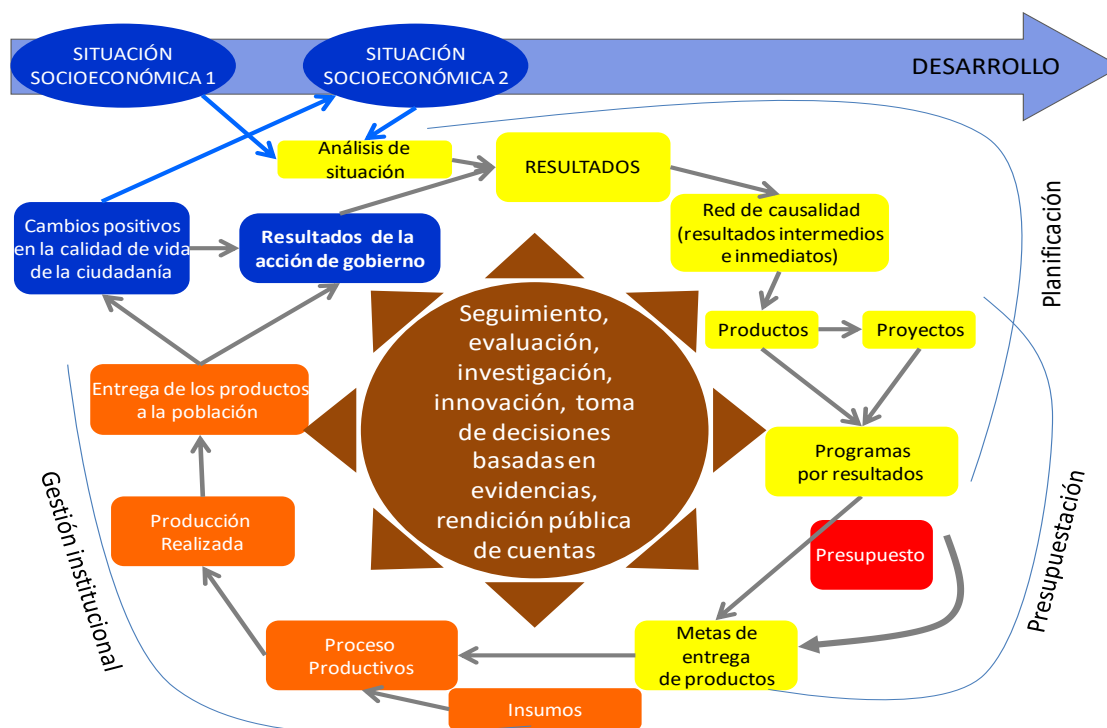 SITUACIÓN
SOCIOECONÓMICA 1
SITUACIÓN
SOCIOECONÓMICA 2
DESARROLLO
Análisis de
situación
RESULTADOS
Red de causalidad
(resultados intermedios
e inmediatos)
Planificación
Cambios positivos
en la calidad de vida
de la ciudadanía
Resultados de la
acción de gobierno
Productos
Proyectos
Seguimiento,
evaluación,
investigación,
innovación, toma
de decisiones
basadas en
evidencias,
rendición pública
de cuentas
Entrega de los productos
a la población
Programas
por resultados
Presupuestación
Gestión institucional
Producción
Realizada
Presupuesto
Proceso
Productivos
Metas de
entrega
de productos
Insumos